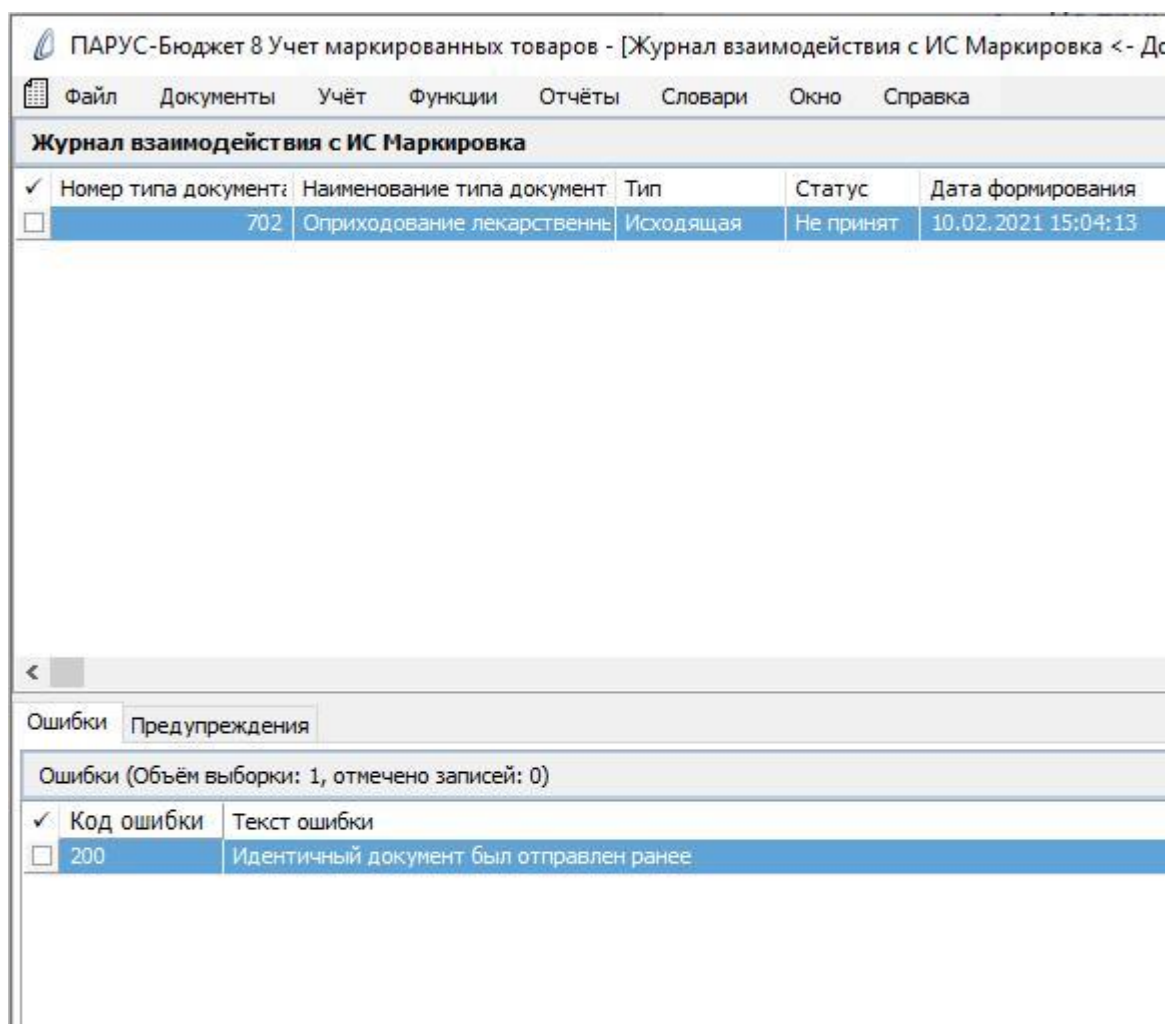 ПАРУС-Бюджет 8 Учет маркированных товаров - [Журнал взаимодействия с ИС Маркировка <- До
Файл Документы Учёт Функции Отчёты Словари Окно Справка
Журнал взаимодействия с ИС Маркировка
✓ Номер типа документа Наименование типа документ Тип Статус Дата формирования
702 Оприходование лекарственны Исходящая Не принят 10.02.2021 15:04:13
Ошибки Предупреждения
Ошибки (Объём выборки: 1, отмечено записей: 0)
✓ Код ошибки Текст ошибки
200 Идентичный документ был отправлен ранее